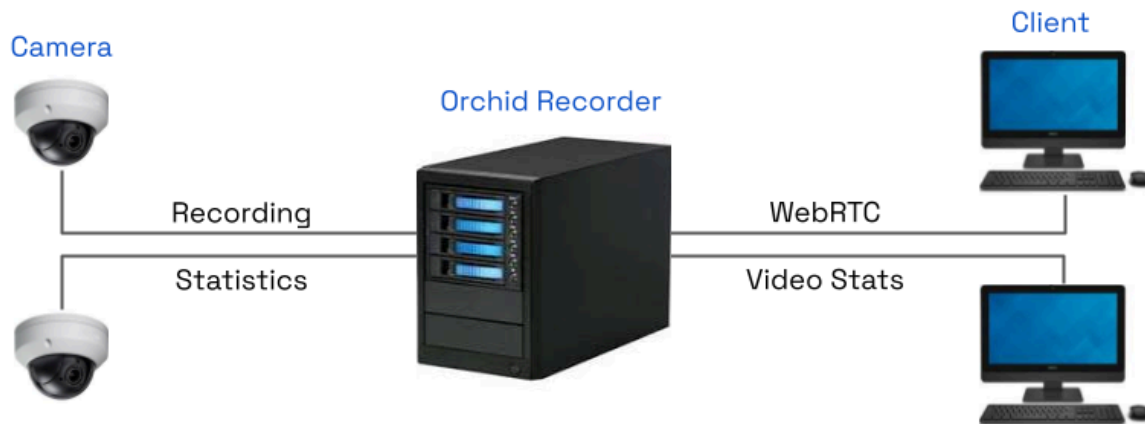 Camera
Orchid Recorder
Client
Recording
Statistics
WebRTC
Video Stats